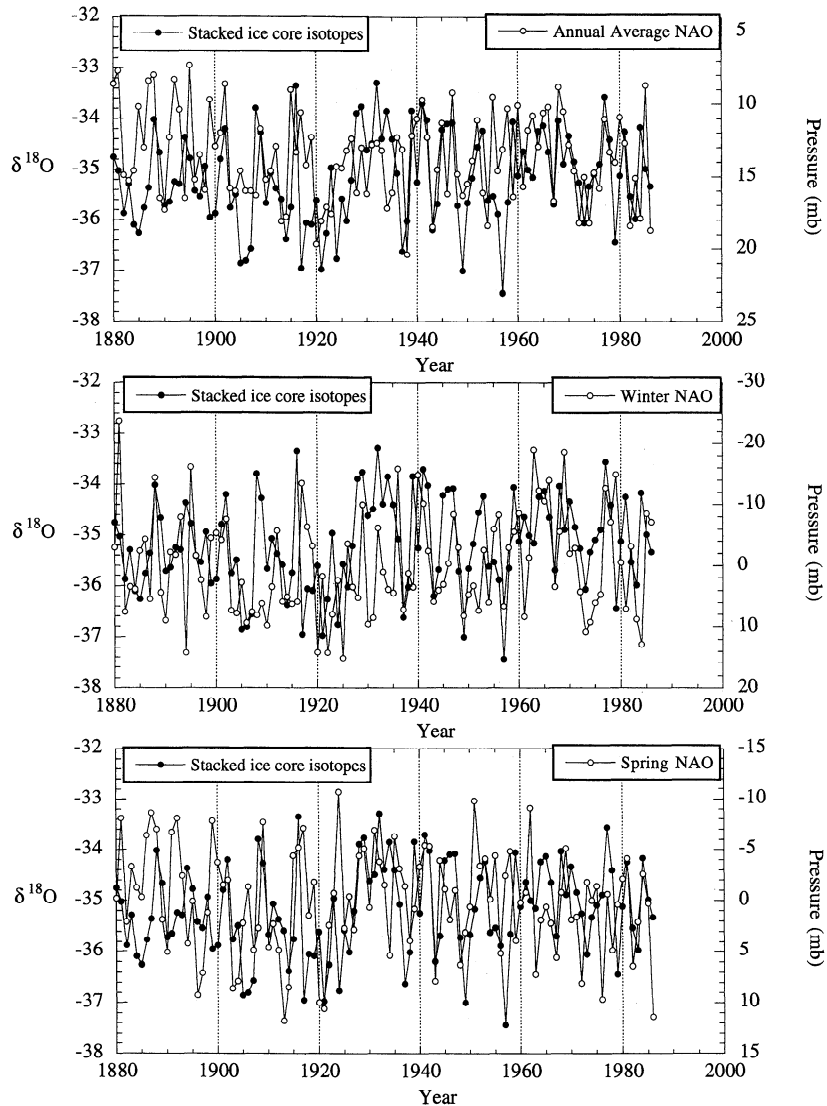 Stacked ice core isotopes
Annual Average NAO
-32
-33
-34
-35
-36
-37
-38
δ 18O
5
10
15
20
25
Pressure (mb)
1880 1900 1920 1940 1960 1980 2000
Year
Stacked ice core isotopes
Winter NAO
-32
-33
-34
-35
-36
-37
-38
δ 18O
-30
-20
-10
0
10
20
Pressure (mb)
1880 1900 1920 1940 1960 1980 2000
Year
Stacked ice core isotopes
Spring NAO
-32
-33
-34
-35
-36
-37
-38
δ 18O
-15
-10
-5
0
5
10
15
Pressure (mb)
1880 1900 1920 1940 1960 1980 2000
Year